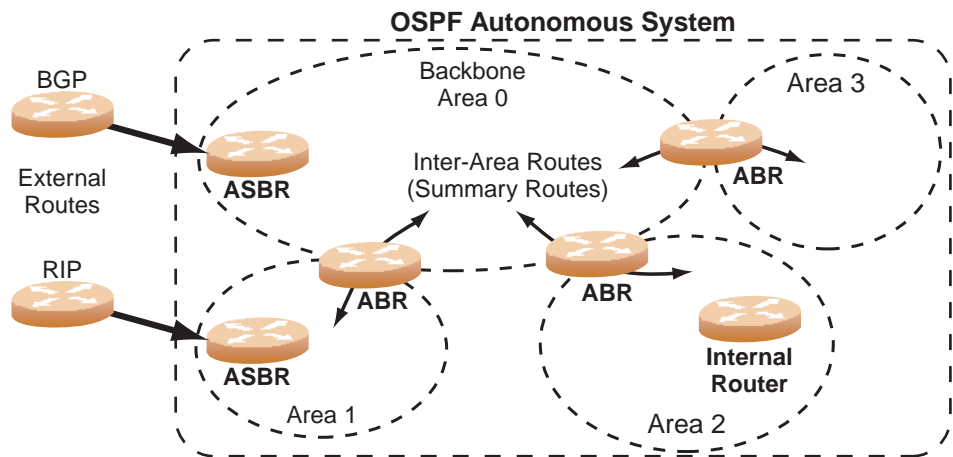 OSPF Autonomous System
BGP
Backbone
Area 0
Area 3
ASBR
Inter-Area Routes
(Summary Routes)
ABR
External
Routes
RIP
ABR
ABR
ASBR
Internal
Router
Area 1
Area 2